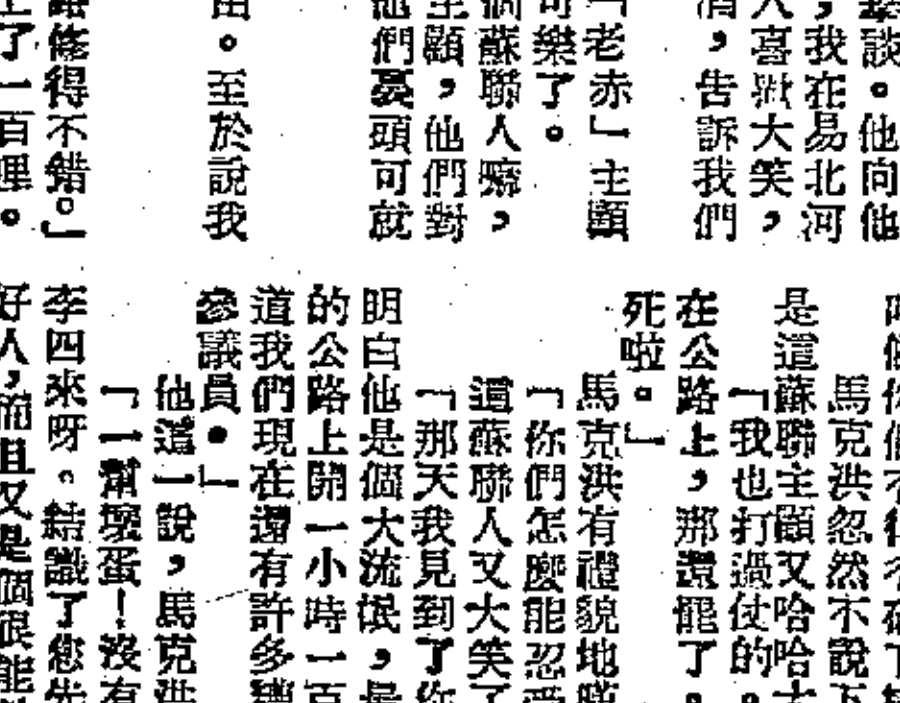 談。他向他
，我在易北河
人喜歡大笑，
，告訴我們
「老赤」主顧
可樂了。
個蘇聯人嘛，
主顧，他們對
他們裏頭可就
。至於說我
路修得不錯。」
上了一百哩。
馬克洪忽然不說下
是這蘇聯主顧又哈哈大
「我也打過仗的。
在公路上，那還罷了。
死啦。」
馬克洪有禮貌地
「你們怎麼能忍受
這蘇聯人又大笑了
「那天我見到了你
明白他是個大流氓，是
的公路上開一小時一百
道我們現在還有許多
參議員。」
他這一說，馬克洪
「一幫壞蛋！沒有
李四來呀。結識了您先
好人，而且又是個很能